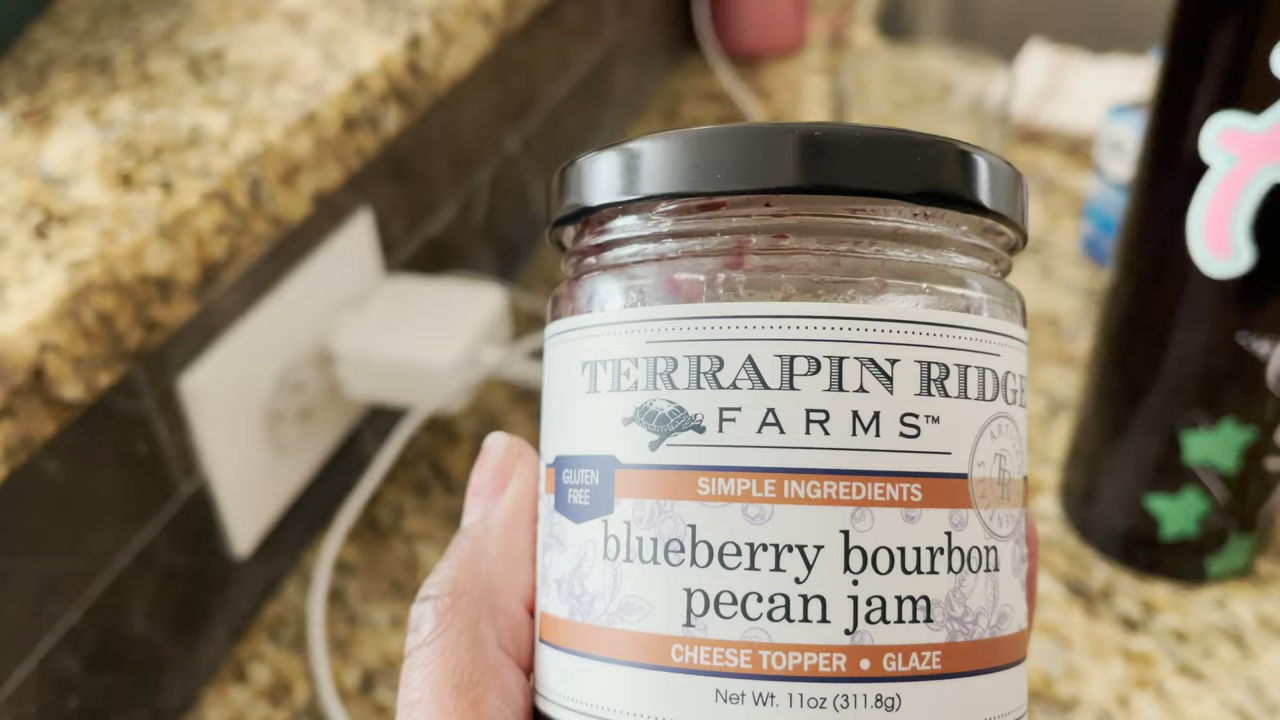 TERRAPIN RIDGE
FARMS™
GLUTEN
FREE
SIMPLE INGREDIENTS
blueberry bourbon
pecan jam
CHEESE TOPPER • GLAZE
Net Wt. 11oz (311.8g)